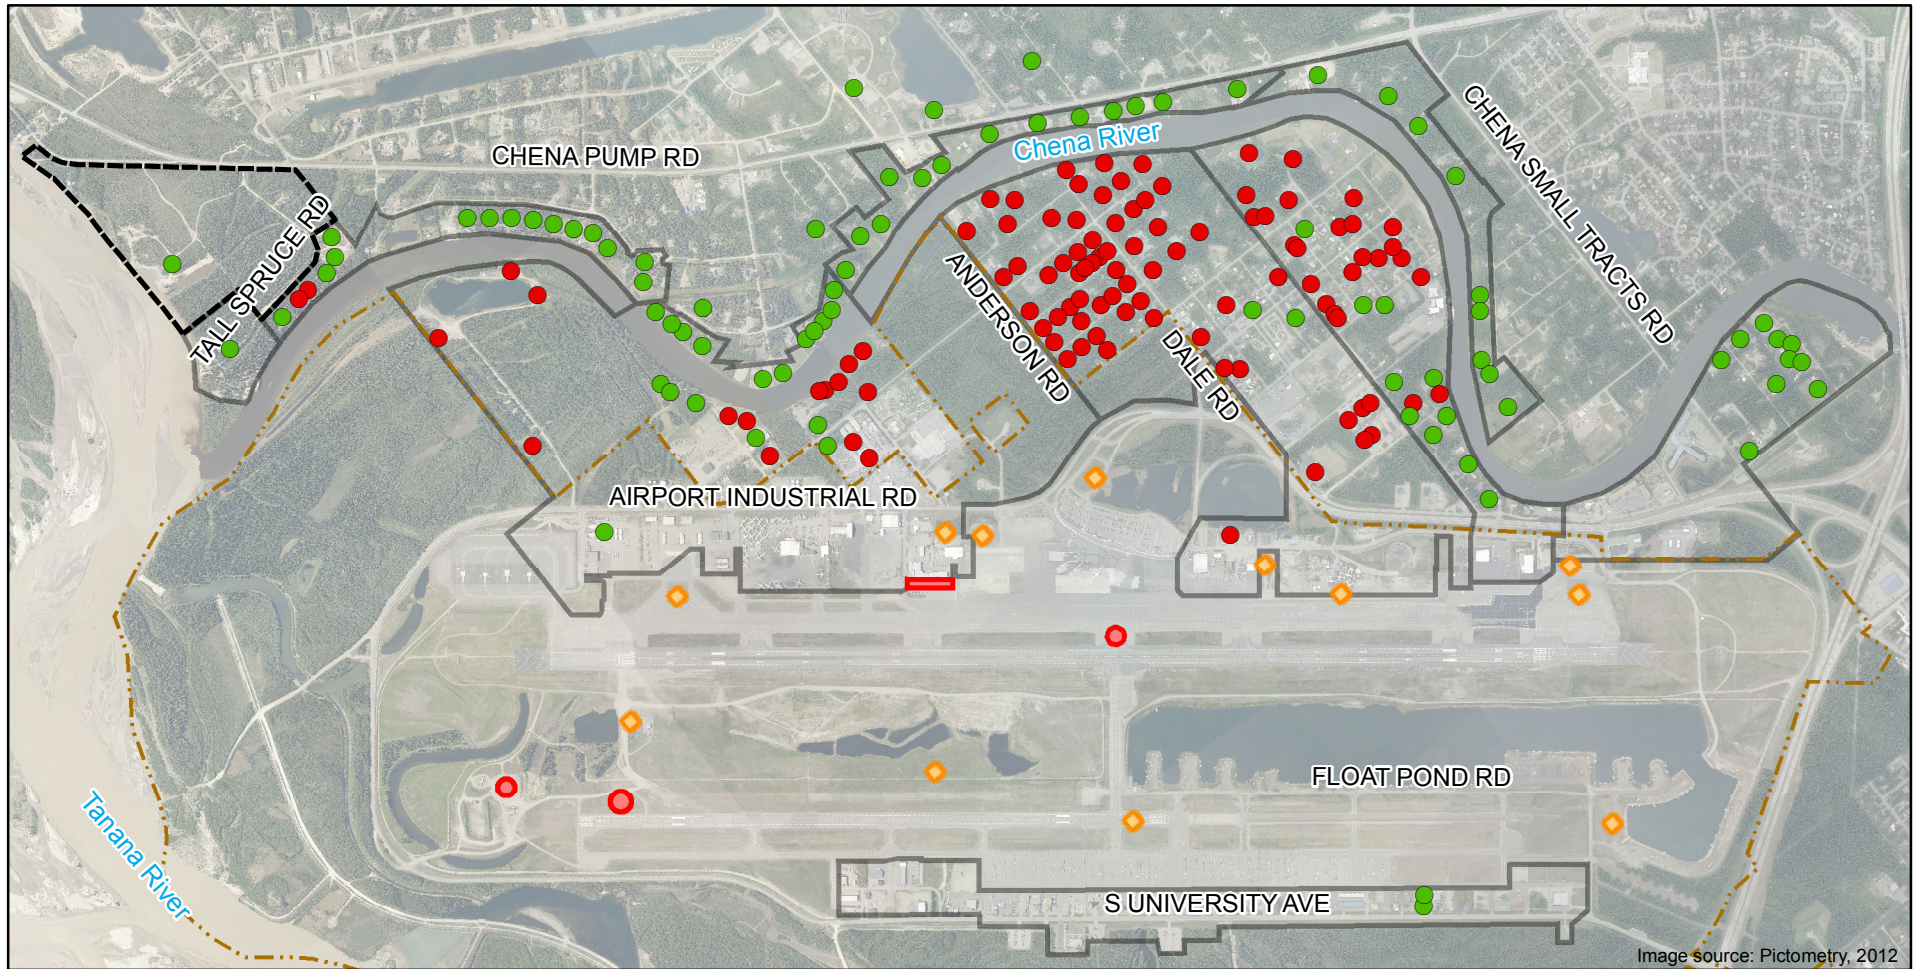 CHENA PUMP RD
Chena River
CHENA SMALL TRACTS RD
TALL SPRUCE RD
ANDERSON RD
DALE RD
AIRPORT INDUSTRIAL RD
FLOAT POND RD
Tanana River
S UNIVERSITY AVE
Image source: Pictometry, 2012